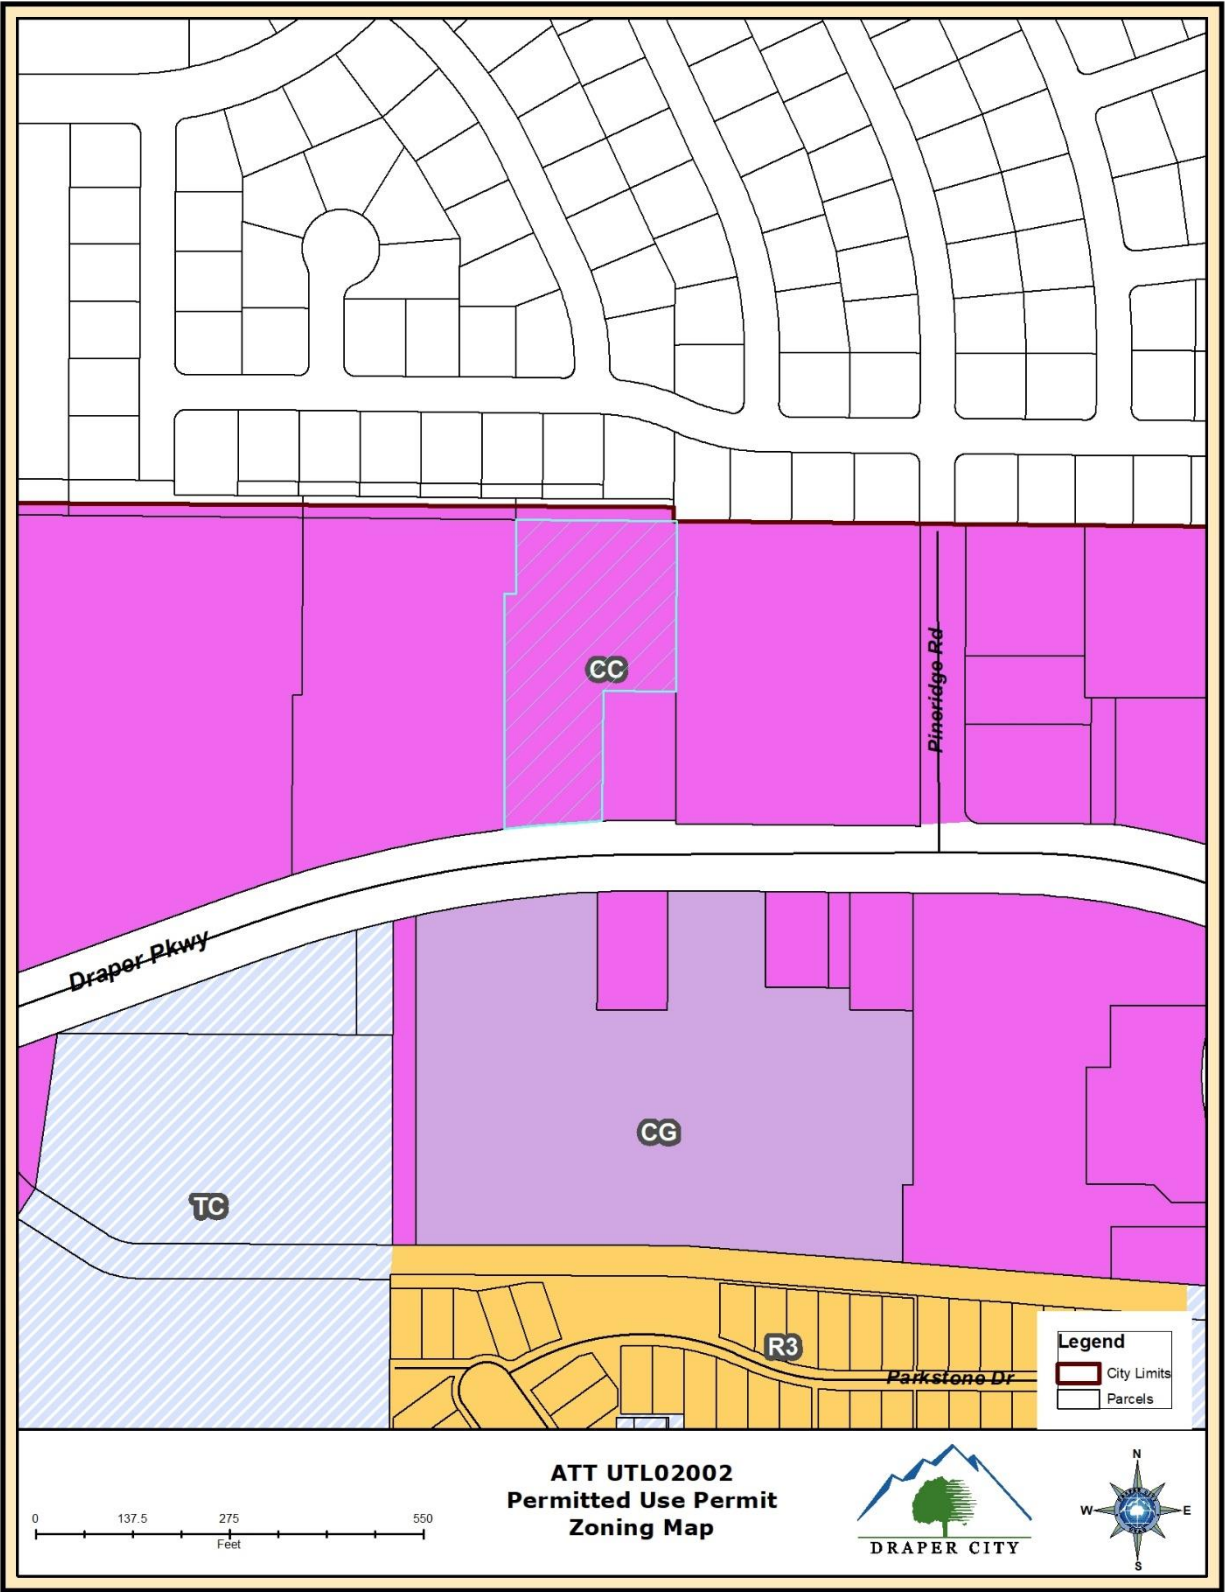 CC
Pineridge Rd
Draper Pkwy
CG
TC
R3
Parkstone Dr
Legend
City Limits
Parcels
ATT UTL02002
Permitted Use Permit
Zoning Map
0 137.5 275 550
Feet
DRAPER CITY
N
W E
S